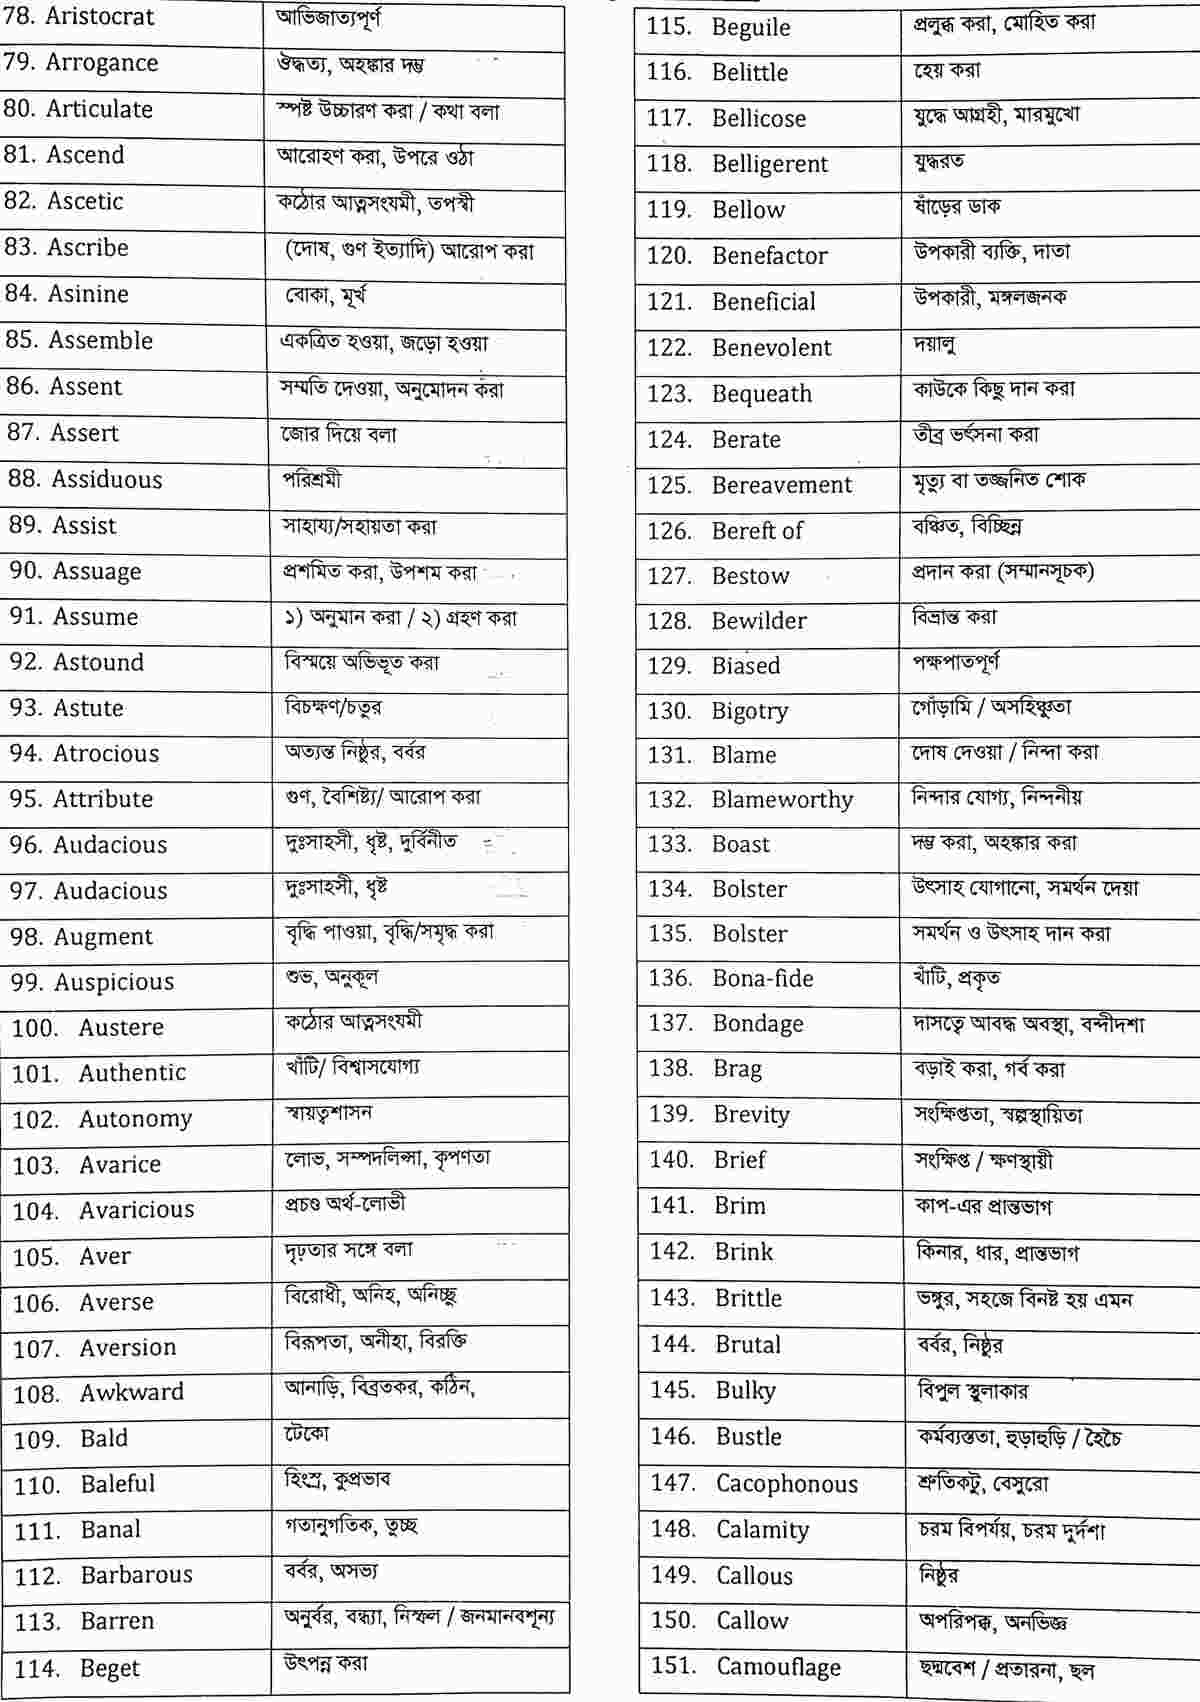 78. Aristocrat আভিজাত্যপূর্ণ
79. Arrogance ঔদ্ধত্য, অহঙ্কার দম্ভ
80. Articulate স্পষ্ট উচ্চারণ করা / কথা বলা
81. Ascend আরোহণ করা, উপরে ওঠা
82. Ascetic কঠোর আত্নসংযমী, তপস্বী
83. Ascribe (দোষ, গুণ ইত্যাদি) আরোপ করা
84. Asinine বোকা, মূর্খ
85. Assemble একত্রিত হওয়া, জড়ো হওয়া
86. Assent সম্মতি দেওয়া, অনুমোদন করা
87. Assert জোর দিয়ে বলা
88. Assiduous পরিশ্রমী
89. Assist সাহায্য/সহায়তা করা
90. Assuage প্রশমিত করা, উপশম করা
91. Assume ১) অনুমান করা / ২) গ্রহণ করা
92. Astound বিস্ময়ে অভিভূত করা
93. Astute বিচক্ষণ/চতুর
94. Atrocious অত্যন্ত নিষ্ঠুর, বর্বর
95. Attribute গুণ, বৈশিষ্ট্য/ আরোপ করা
96. Audacious দুঃসাহসী, ধৃষ্ট, দুর্বিনীত
97. Audacious দুঃসাহসী, ধৃষ্ট
98. Augment বৃদ্ধি পাওয়া, বৃদ্ধি/সমৃদ্ধ করা
99. Auspicious শুভ, অনুকূল
100. Austere কঠোর আত্নসংযমী
101. Authentic খাঁটি/ বিশ্বাসযোগ্য
102. Autonomy স্বায়ত্বশাসন
103. Avarice লোভ, সম্পদলিপ্সা, কৃপণতা
104. Avaricious প্রচণ্ড অর্থ-লোভী
105. Aver দৃঢ়তার সঙ্গে বলা
106. Averse বিরোধী, অনিহ, অনিচ্ছু
107. Aversion বিরূপতা, অনীহা, বিরক্তি
108. Awkward আনাড়ি, বিব্রতকর, কঠিন,
109. Bald টেকো
110. Baleful হিংস্র, কুপ্রভাব
111. Banal গতানুগতিক, তুচ্ছ
112. Barbarous বর্বর, অসভ্য
113. Barren অনুর্বর, বন্ধ্যা, নিস্ফল / জনমানবশূন্য
114. Beget উৎপন্ন করা
115. Beguile প্রলুব্ধ করা, মোহিত করা
116. Belittle হেয় করা
117. Bellicose যুদ্ধে আগ্রহী, মারমুখো
118. Belligerent যুদ্ধরত
119. Bellow ষাঁড়ের ডাক
120. Benefactor উপকারী ব্যক্তি, দাতা
121. Beneficial উপকারী, মঙ্গলজনক
122. Benevolent দয়ালু
123. Bequeath কাউকে কিছু দান করা
124. Berate তীব্র ভর্ৎসনা করা
125. Bereavement মৃত্যু বা তজ্জনিত শোক
126. Bereft of বঞ্চিত, বিচ্ছিন্ন
127. Bestow প্রদান করা (সম্মানসূচক)
128. Bewilder বিভ্রান্ত করা
129. Biased পক্ষপাতপূর্ণ
130. Bigotry গোঁড়ামি / অসহিষ্ণুতা
131. Blame দোষ দেওয়া / নিন্দা করা
132. Blameworthy নিন্দার যোগ্য, নিন্দনীয়
133. Boast দম্ভ করা, অহঙ্কার করা
134. Bolster উৎসাহ যোগানো, সমর্থন দেয়া
135. Bolster সমর্থন ও উৎসাহ দান করা
136. Bona-fide খাঁটি, প্রকৃত
137. Bondage দাসত্বে আবদ্ধ অবস্থা, বন্দীদশা
138. Brag বড়াই করা, গর্ব করা
139. Brevity সংক্ষিপ্ততা, স্বল্পস্থায়িতা
140. Brief সংক্ষিপ্ত / ক্ষণস্থায়ী
141. Brim কাপ-এর প্রান্তভাগ
142. Brink কিনার, ধার, প্রান্তভাগ
143. Brittle ভঙ্গুর, সহজে বিনষ্ট হয় এমন
144. Brutal বর্বর, নিষ্ঠুর
145. Bulky বিপুল স্থুলাকার
146. Bustle কর্মব্যস্ততা, হুড়াহুড়ি / হৈচৈ
147. Cacophonous শ্রুতিকটু, বেসুরো
148. Calamity চরম বিপর্যয়, চরম দুর্দশা
149. Callous নিষ্ঠুর
150. Callow অপরিপক্ক, অনভিজ্ঞ
151. Camouflage ছদ্মবেশ / প্রতারনা, ছল